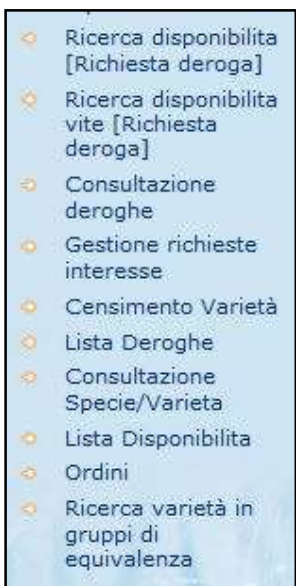 Ricerca disponibilita
[Richiesta deroga]
Ricerca disponibilita
vite [Richiesta
deroga]
Consultazione
deroghe
Gestione richieste
interesse
Censimento Varietà
Lista Deroghe
Consultazione
Specie/Varieta
Lista Disponibilita
Ordini
Ricerca varietà in
gruppi di
equivalenza